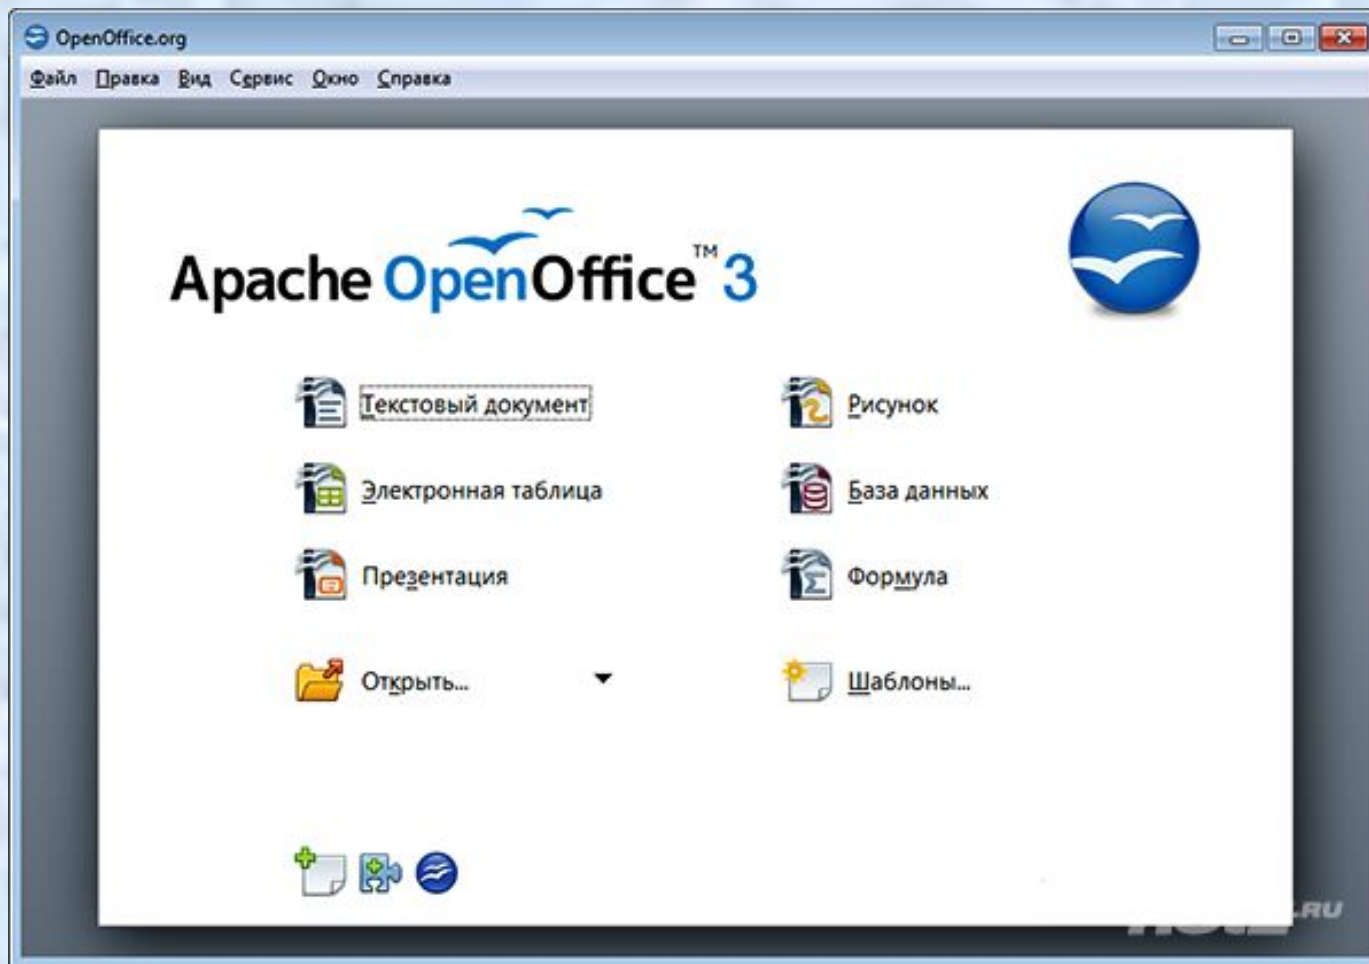 OpenOffice.org
Файл Правка Вид Сервис Окно Справка
Apache OpenOffice™ 3
Текстовый документ
Рисунок
Электронная таблица
База данных
Презентация
Формула
Открыть...
Шаблоны...
.RU